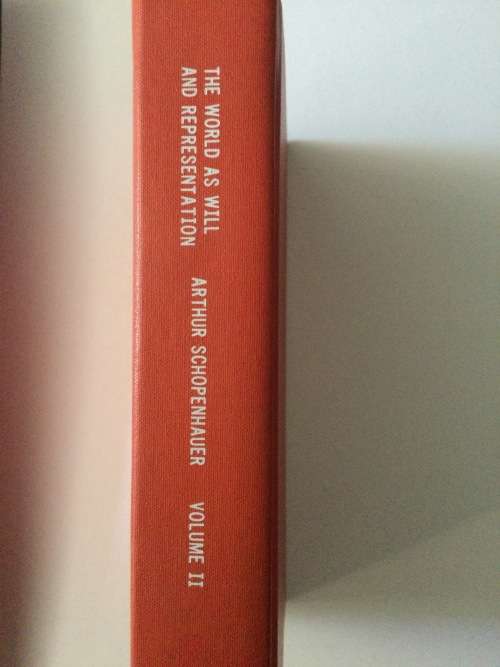 THE WORLD AS WILL
AND REPRESENTATION
ARTHUR SCHOPENHAUER
VOLUME II